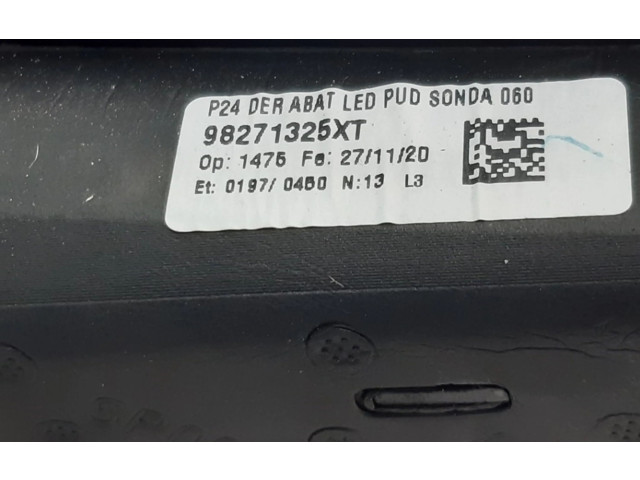 P24 DER ABAT LED PUD SONDA 060
98271325XT
Op: 1475 Fe: 27/11/20
Et: 0197/ 0450 N:13 L3